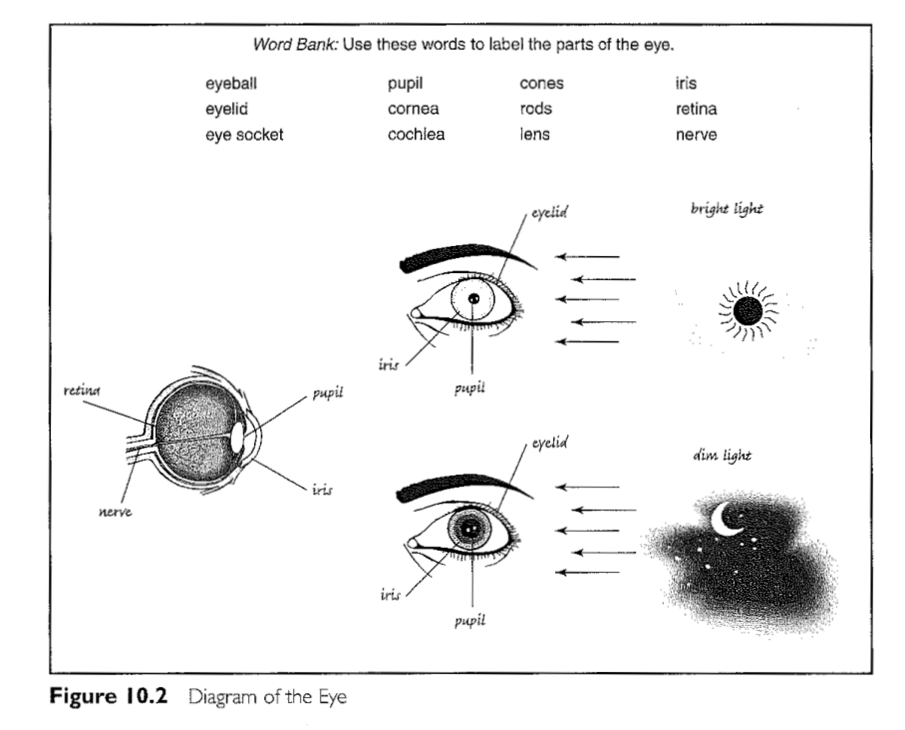 Word Bank: Use these words to label the parts of the eye.
eyeball pupil cones iris
eyelid cornea rods retina
eye socket cochlea lens nerve
eyelid
bright light
iris
pupil
retina
pupil
eyelid
dim light
iris
nerve
iris
pupil
Figure 10.2 Diagram of the Eye